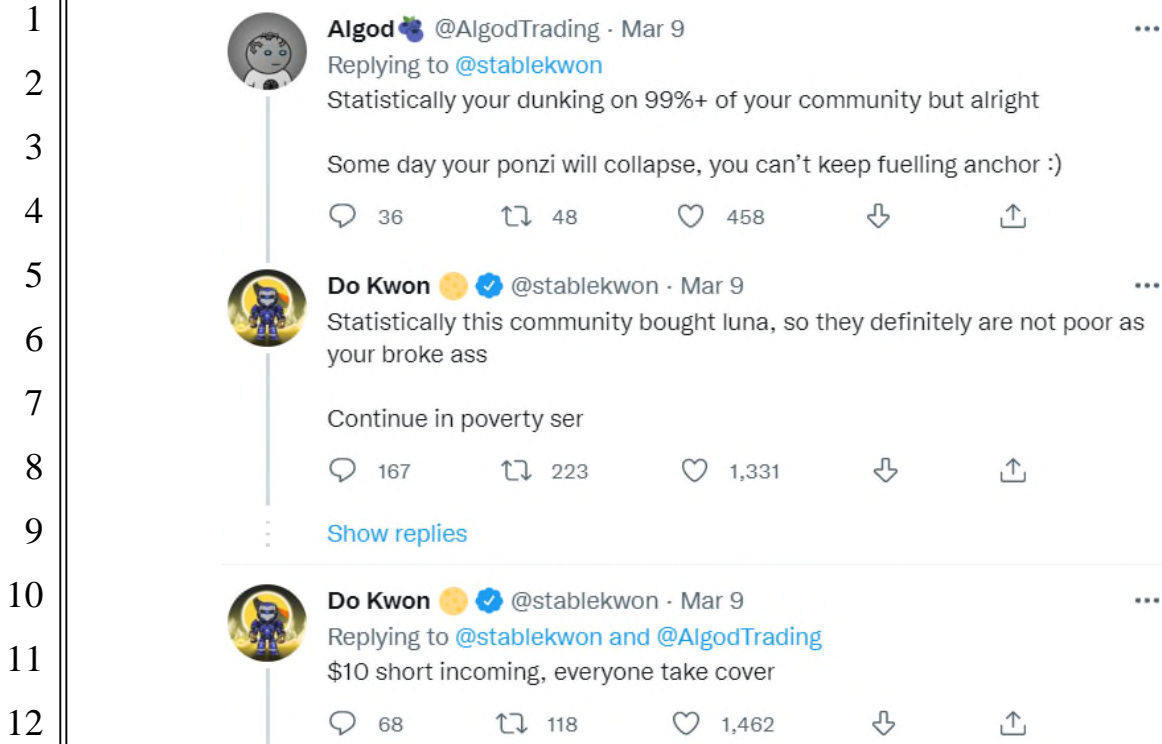 1
Algod🫐 @AlgodTrading · Mar 9
Replying to @stablekwon
2
Statistically your dunking on 99%+ of your community but alright
3
Some day your ponzi will collapse, you can’t keep fuelling anchor :)
4
36 48 458
5
Do Kwon 🌕 @stablekwon · Mar 9
Statistically this community bought luna, so they definitely are not poor as
6
your broke ass
7
Continue in poverty ser
8
167 223 1,331
9
Show replies
10
Do Kwon 🌕 @stablekwon · Mar 9
Replying to @stablekwon and @AlgodTrading
11
$10 short incoming, everyone take cover
12
68 118 1,462